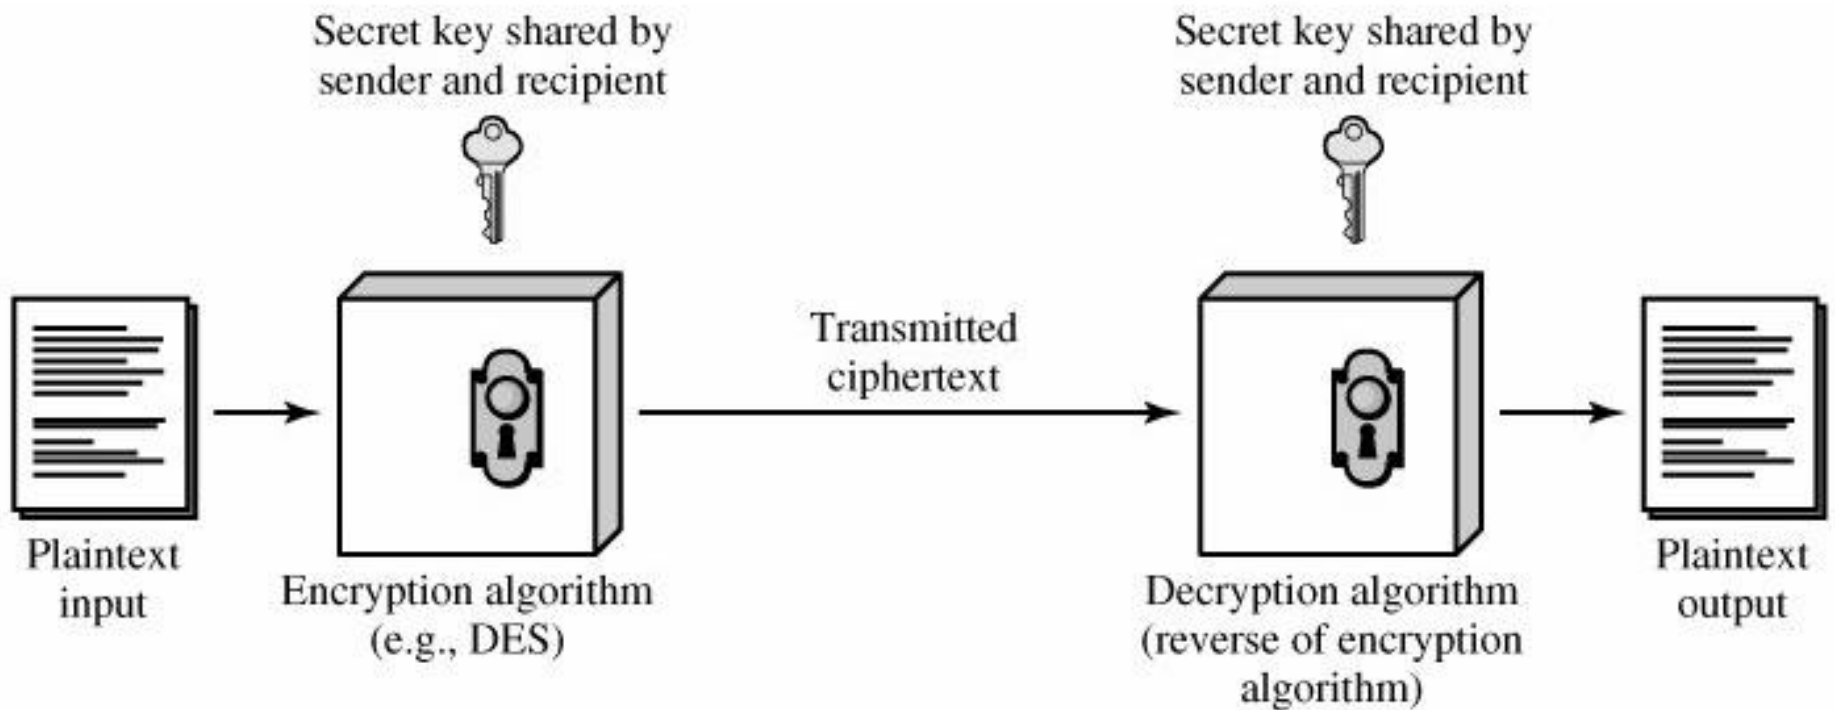 Secret key shared by
sender and recipient
Secret key shared by
sender and recipient
Transmitted
ciphertext
Plaintext
input
Encryption algorithm
(e.g., DES)
Decryption algorithm
(reverse of encryption
algorithm)
Plaintext
output